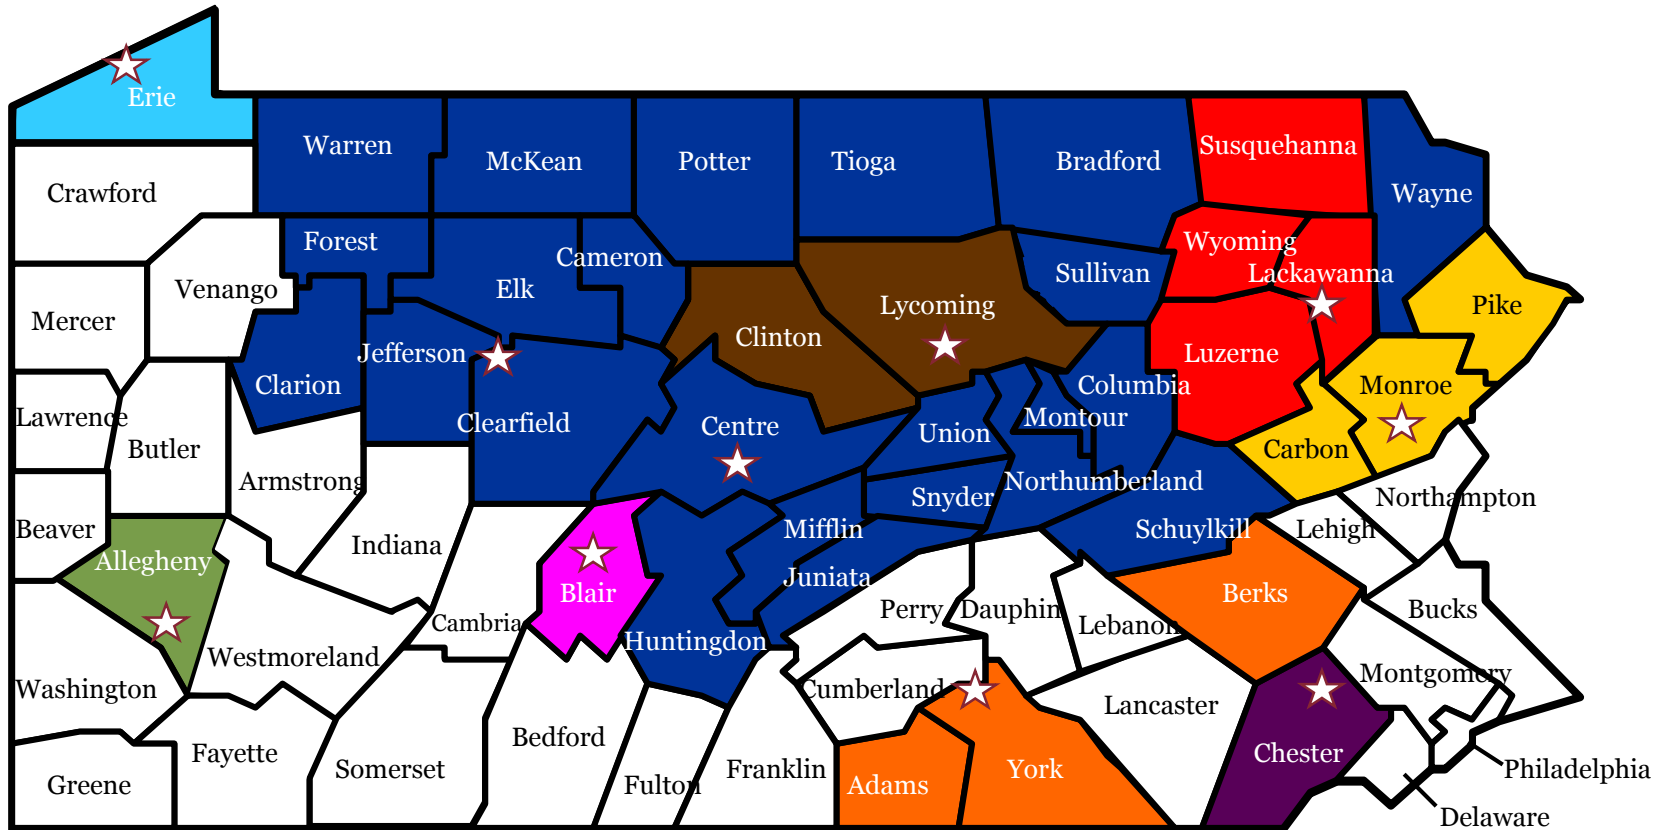 Erie
Warren
McKean
Potter
Tioga
Bradford
Susquehanna
Wayne
Crawford
Forest
Cameron
Wyoming
Lackawanna
Sullivan
Venango
Elk
Pike
Mercer
Lycoming
Clinton
Jefferson
Luzerne
Clarion
Columbia
Monroe
Lawrence
Clearfield
Centre
Montour
Butler
Union
Carbon
Armstrong
Snyder
Northumberland
Northampton
Beaver
Indiana
Mifflin
Schuylkill
Lehigh
Allegheny
Juniata
Blair
Berks
Perry
Dauphin
Bucks
Cambria
Lebanon
Huntingdon
Westmoreland
Montgomery
Washington
Cumberland
Lancaster
Bedford
Fayette
Chester
Somerset
Franklin
York
Philadelphia
Greene
Fulton
Adams
Delaware